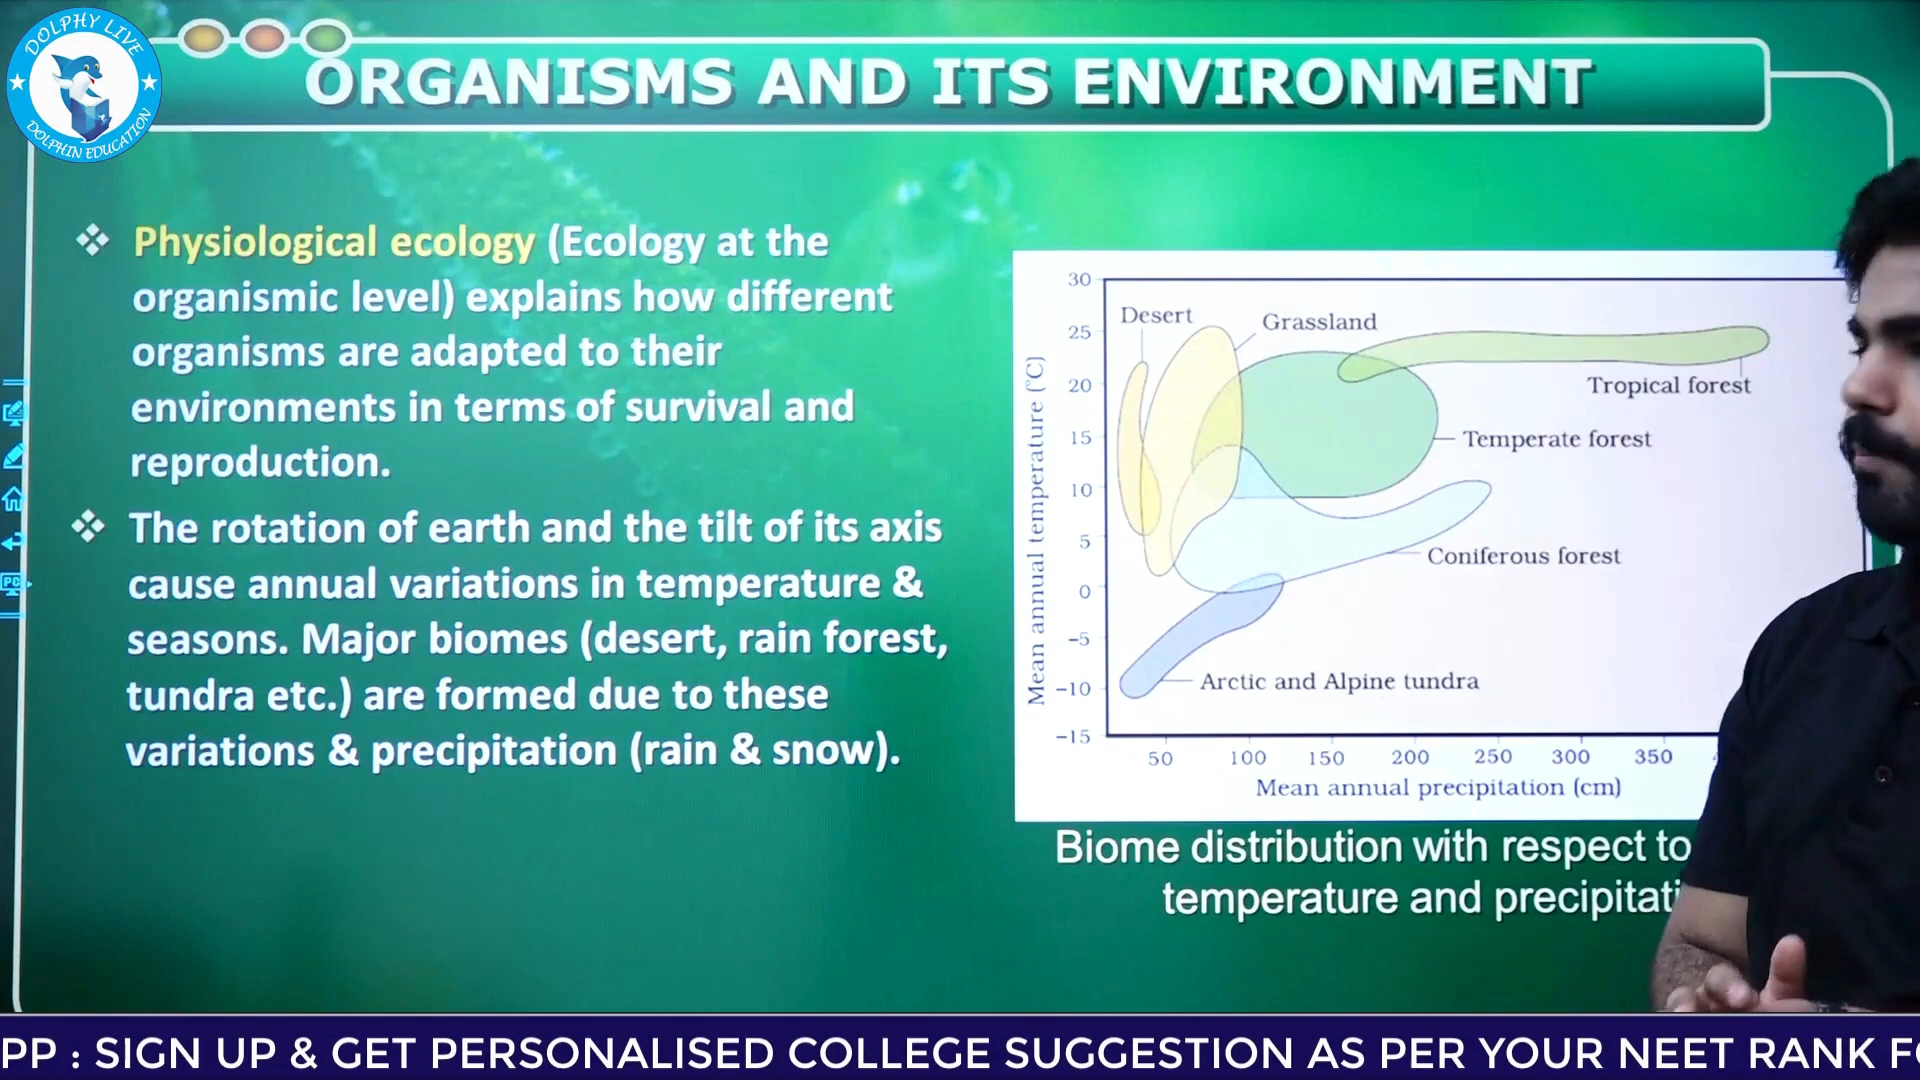 DOLPHY LIVE
DOLPHIN EDUCATION
ORGANISMS AND ITS ENVIRONMENT
❖ Physiological ecology (Ecology at the
organismic level) explains how different
organisms are adapted to their
environments in terms of survival and
reproduction.
❖ The rotation of earth and the tilt of its axis
cause annual variations in temperature &
seasons. Major biomes (desert, rain forest,
tundra etc.) are formed due to these
variations & precipitation (rain & snow).
Mean annual temperature (°C)
30
25
20
15
10
5
0
−5
−10
−15
Desert
Grassland
Tropical forest
Temperate forest
Coniferous forest
Arctic and Alpine tundra
50 100 150 200 250 300 350
Mean annual precipitation (cm)
Biome distribution with respect to
temperature and precipitati
PC
PP : SIGN UP & GET PERSONALISED COLLEGE SUGGESTION AS PER YOUR NEET RANK F